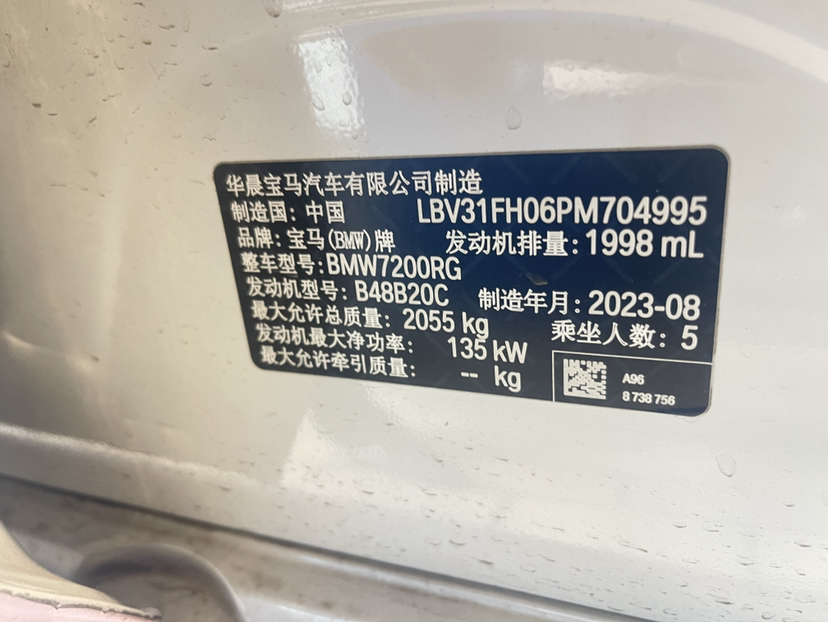 华晨宝马汽车有限公司制造
制造国: 中国 LBV31FH06PM704995
品牌: 宝马(BMW)牌 发动机排量: 1998 mL
整车型号: BMW7200RG
发动机型号: B48B20C 制造年月: 2023-08
最大允许总质量: 2055 kg 乘坐人数: 5
发动机最大净功率: 135 kW
最大允许牵引质量: -- kg
A96
8 738 756